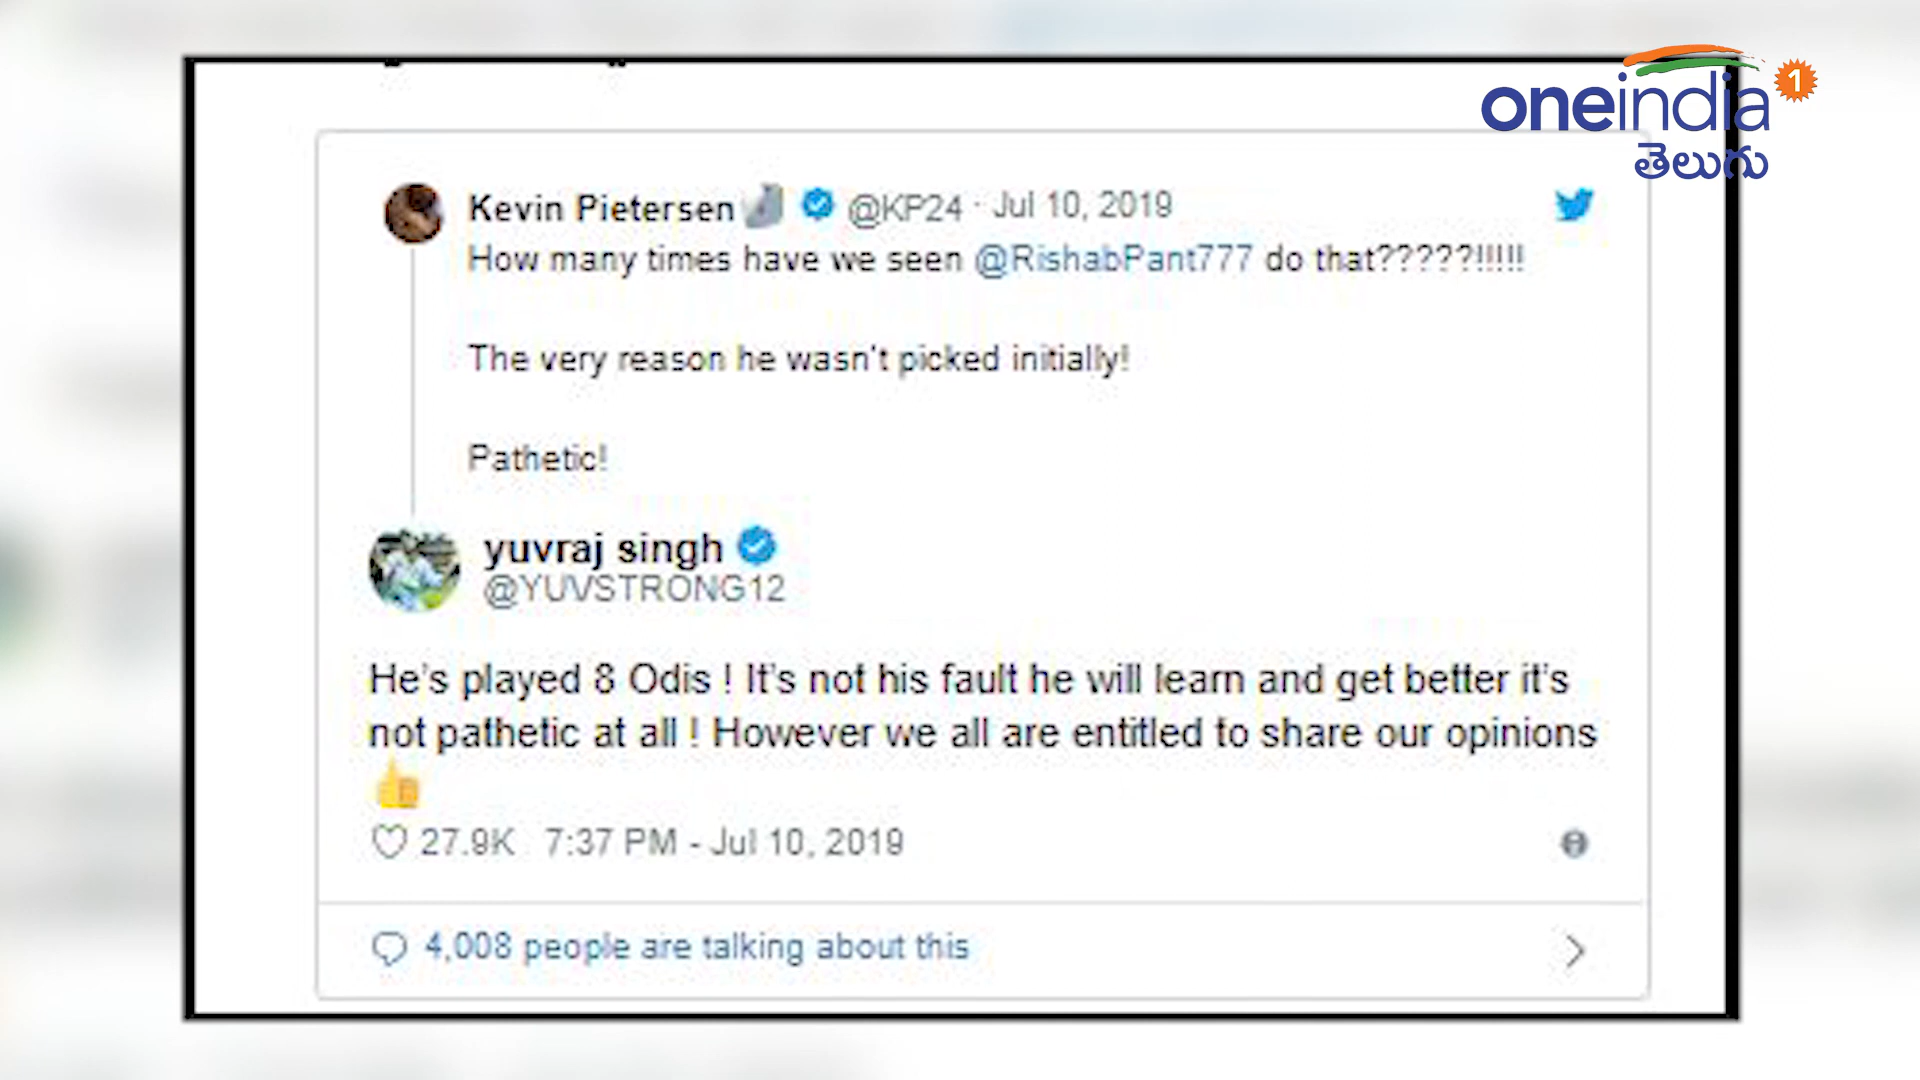 oneindia 1
తెలుగు
Kevin Pietersen @KP24 · Jul 10, 2019
How many times have we seen @RishabPant777 do that?????!!!!!
The very reason he wasn't picked initially!
Pathetic!
yuvraj singh
@YUVSTRONG12
He's played 8 Odis ! It's not his fault he will learn and get better it's
not pathetic at all ! However we all are entitled to share our opinions
👍
27.9K 7:37 PM - Jul 10, 2019
4,008 people are talking about this